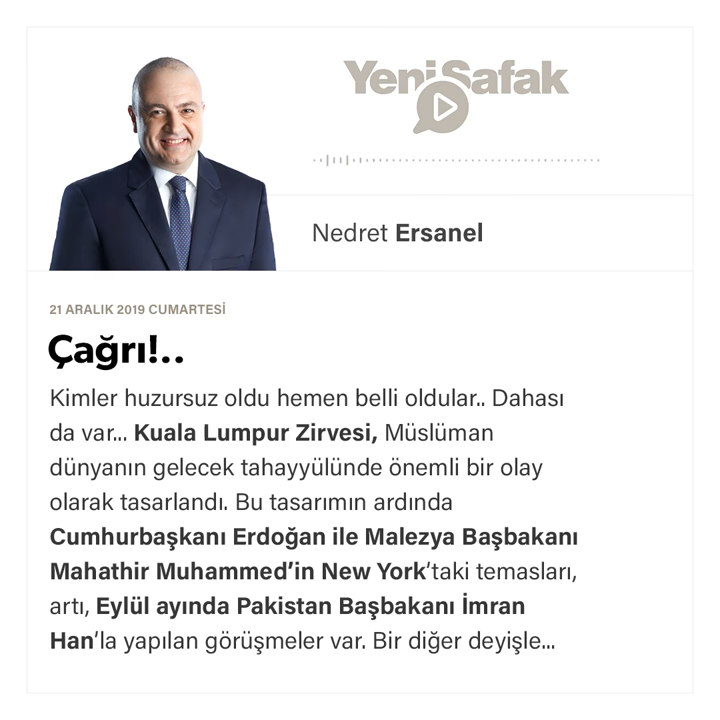 Yeni Şafak
Nedret Ersanel
21 ARALIK 2019 CUMARTESİ
Çağrı!..
Kimler huzursuz oldu hemen belli oldular.. Dahası
da var... Kuala Lumpur Zirvesi, Müslüman
dünyanın gelecek tahayyülünde önemli bir olay
olarak tasarlandı. Bu tasarımın ardında
Cumhurbaşkanı Erdoğan ile Malezya Başbakanı
Mahathir Muhammed’in New York’taki temasları,
artı, Eylül ayında Pakistan Başbakanı İmran
Han’la yapılan görüşmeler var. Bir diğer deyişle...